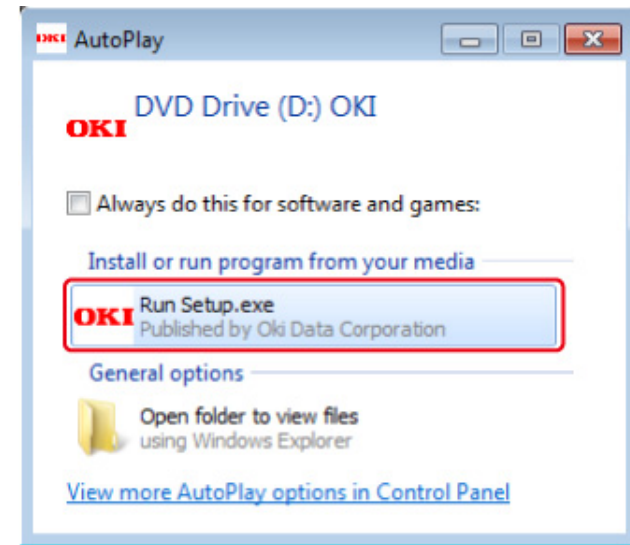 OKI AutoPlay
DVD Drive (D:) OKI
OKI
Always do this for software and games:
Install or run program from your media
OKI Run Setup.exe
Published by Oki Data Corporation
General options
Open folder to view files
using Windows Explorer
View more AutoPlay options in Control Panel